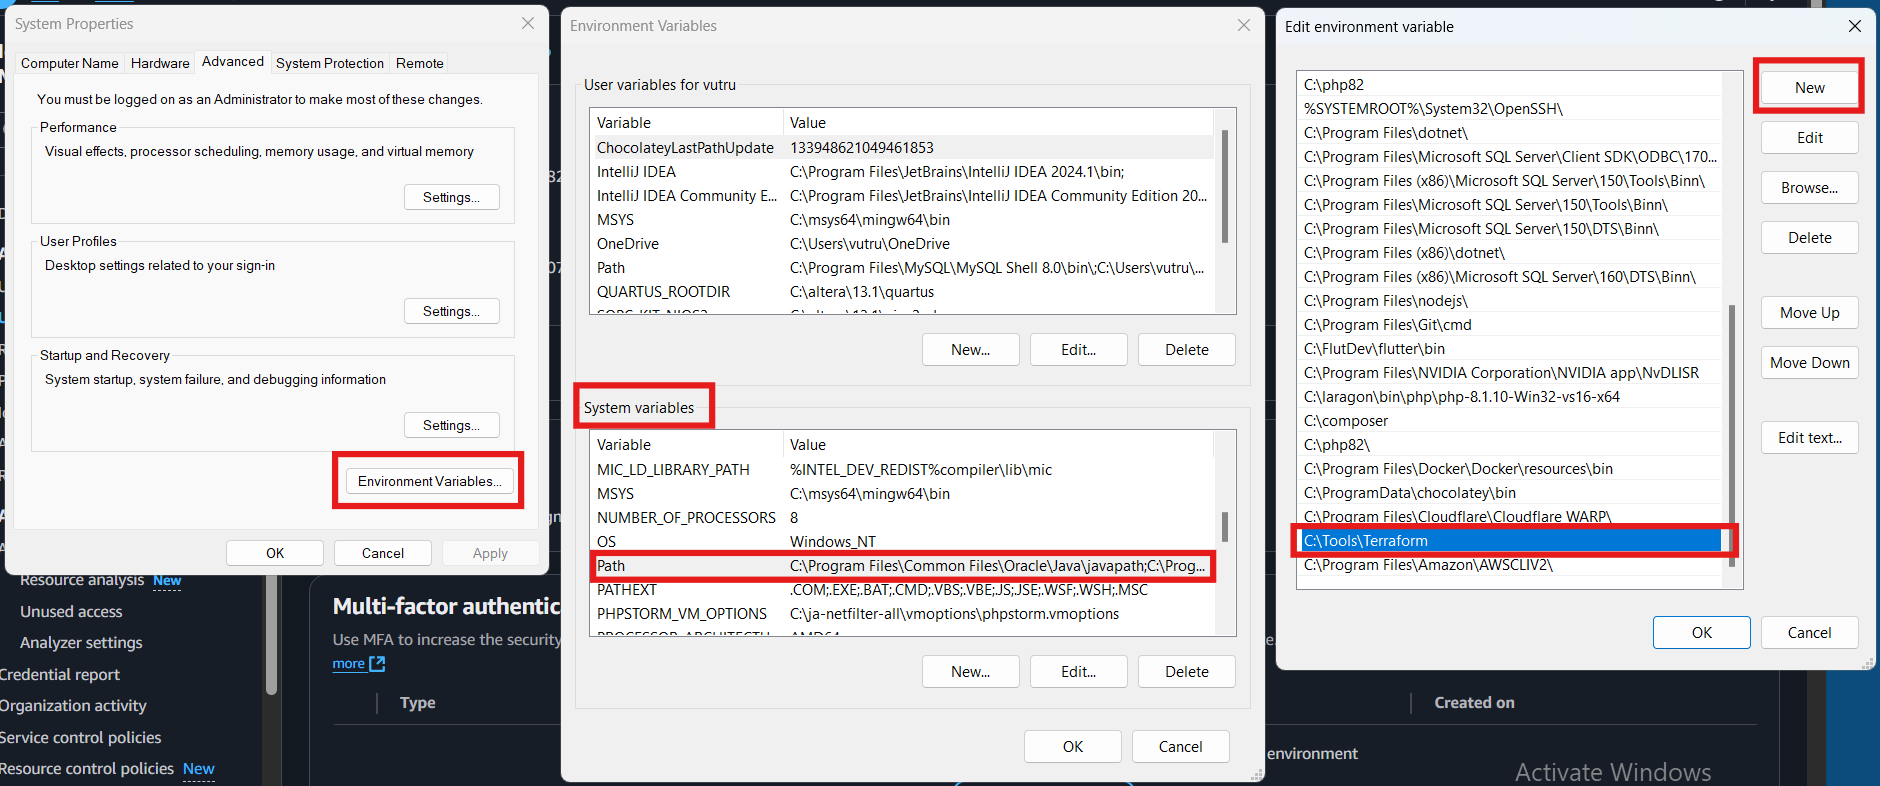 System Properties
Computer Name
Hardware
Advanced
System Protection
Remote
You must be logged on as an Administrator to make most of these changes.
Performance
Visual effects, processor scheduling, memory usage, and virtual memory
Settings...
User Profiles
Desktop settings related to your sign-in
Settings...
Startup and Recovery
System startup, system failure, and debugging information
Settings...
Environment Variables...
OK
Cancel
Apply
Resource analysis New
Unused access
Analyzer settings
Credential report
Organization activity
Service control policies
Resource control policies New
Multi-factor authentic
Use MFA to increase the security
more
Type
Created on
environment
Activate Windows
Environment Variables
User variables for vutru
Variable Value
ChocolateyLastPathUpdate 133948621049461853
IntelliJ IDEA C:\Program Files\JetBrains\IntelliJ IDEA 2024.1\bin;
IntelliJ IDEA Community E... C:\Program Files\JetBrains\IntelliJ IDEA Community Edition 20...
MSYS C:\msys64\mingw64\bin
OneDrive C:\Users\vutru\OneDrive
Path C:\Program Files\MySQL\MySQL Shell 8.0\bin\;C:\Users\vutru\...
QUARTUS_ROOTDIR C:\altera\13.1\quartus
New...
Edit...
Delete
System variables
Variable Value
MIC_LD_LIBRARY_PATH %INTEL_DEV_REDIST%compiler\lib\mic
MSYS C:\msys64\mingw64\bin
NUMBER_OF_PROCESSORS 8
OS Windows_NT
Path C:\Program Files\Common Files\Oracle\Java\javapath;C:\Prog...
PATHEXT .COM;.EXE;.BAT;.CMD;.VBS;.VBE;.JS;.JSE;.WSF;.WSH;.MSC
PHPSTORM_VM_OPTIONS C:\ja-netfilter-all\vmoptions\phpstorm.vmoptions
New...
Edit...
Delete
OK
Cancel
Edit environment variable
C:\php82
%SYSTEMROOT%\System32\OpenSSH\
C:\Program Files\dotnet\
C:\Program Files\Microsoft SQL Server\Client SDK\ODBC\170...
C:\Program Files (x86)\Microsoft SQL Server\150\Tools\Binn\
C:\Program Files\Microsoft SQL Server\150\Tools\Binn\
C:\Program Files\Microsoft SQL Server\150\DTS\Binn\
C:\Program Files (x86)\dotnet\
C:\Program Files (x86)\Microsoft SQL Server\160\DTS\Binn\
C:\Program Files\nodejs\
C:\Program Files\Git\cmd
C:\FlutDev\flutter\bin
C:\Program Files\NVIDIA Corporation\NVIDIA app\NvDLISR
C:\laragon\bin\php\php-8.1.10-Win32-vs16-x64
C:\composer
C:\php82\
C:\Program Files\Docker\Docker\resources\bin
C:\ProgramData\chocolatey\bin
C:\Program Files\Cloudflare\Cloudflare WARP\
C:\Tools\Terraform
C:\Program Files\Amazon\AWSCLIV2\
New
Edit
Browse...
Delete
Move Up
Move Down
Edit text...
OK
Cancel